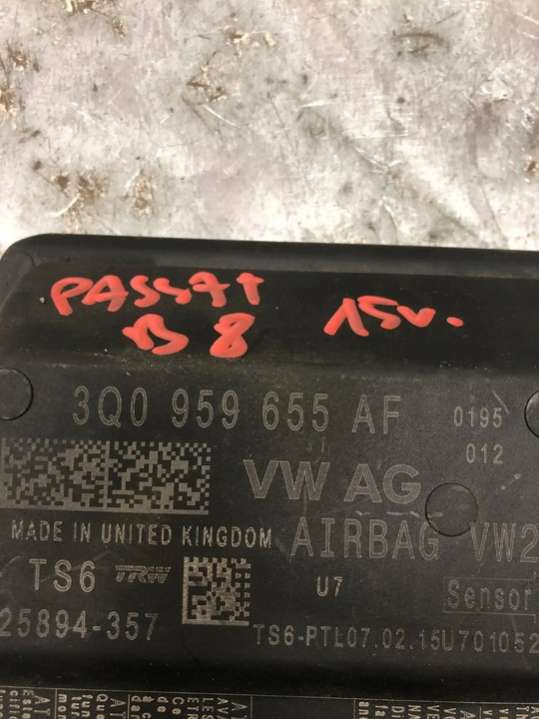 PASSAT
B8 15v.
3Q0 959 655 AF 0195
012
VW AG
MADE IN UNITED KINGDOM AIRBAG VW2
TS6 TRW U7 Sensor
25894-357 TS6-PTL07.02.15U701052